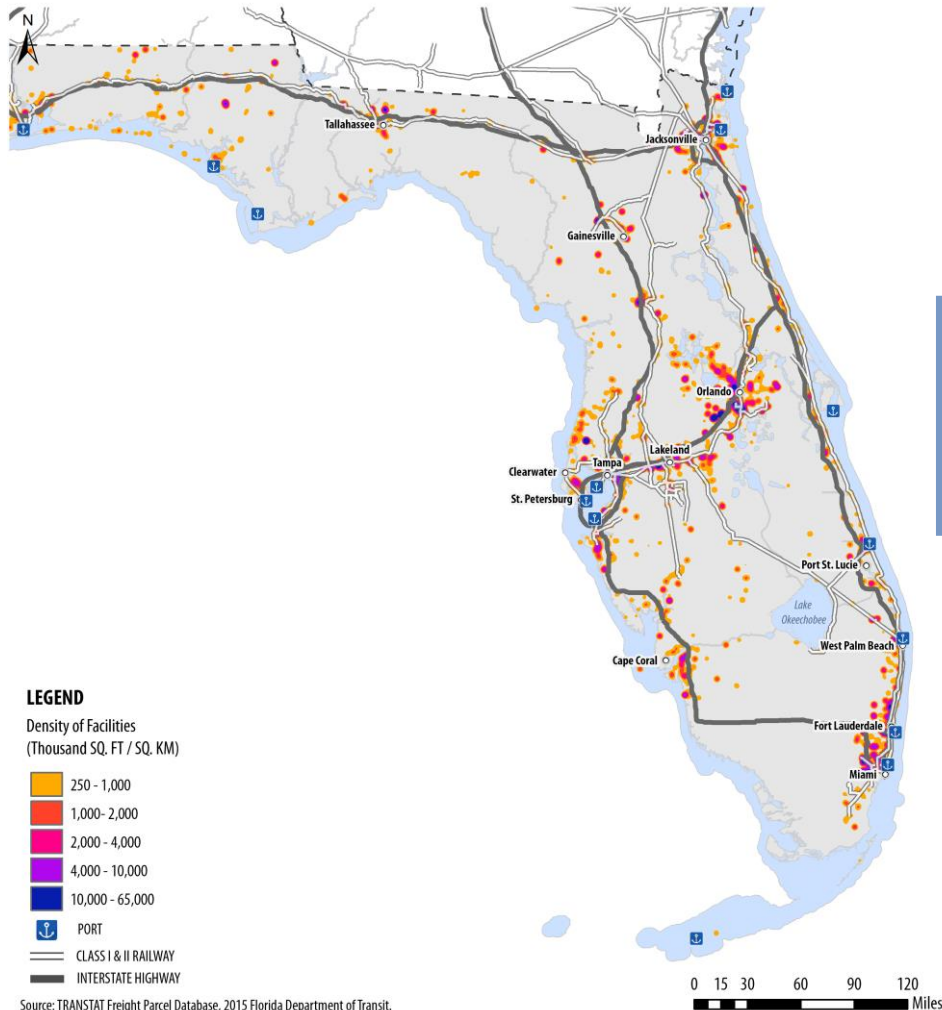 N
Tallahassee
Jacksonville
Gainesville
Orlando
Lakeland
Tampa
Clearwater
St. Petersburg
Port St. Lucie
Lake
Okeechobee
West Palm Beach
Cape Coral
Fort Lauderdale
Miami
LEGEND
Density of Facilities
(Thousand SQ. FT / SQ. KM)
250 - 1,000
1,000- 2,000
2,000 - 4,000
4,000 - 10,000
10,000 - 65,000
PORT
CLASS I & II RAILWAY
INTERSTATE HIGHWAY
0 15 30 60 90 120
Miles
Source: TRANSTAT Freight Parcel Database, 2015 Florida Department of Transit.